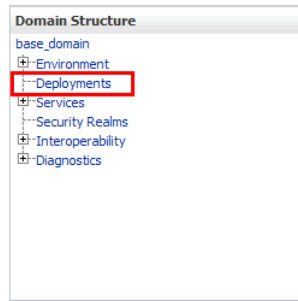 Domain Structure
base_domain
Environment
Deployments
Services
Security Realms
Interoperability
Diagnostics